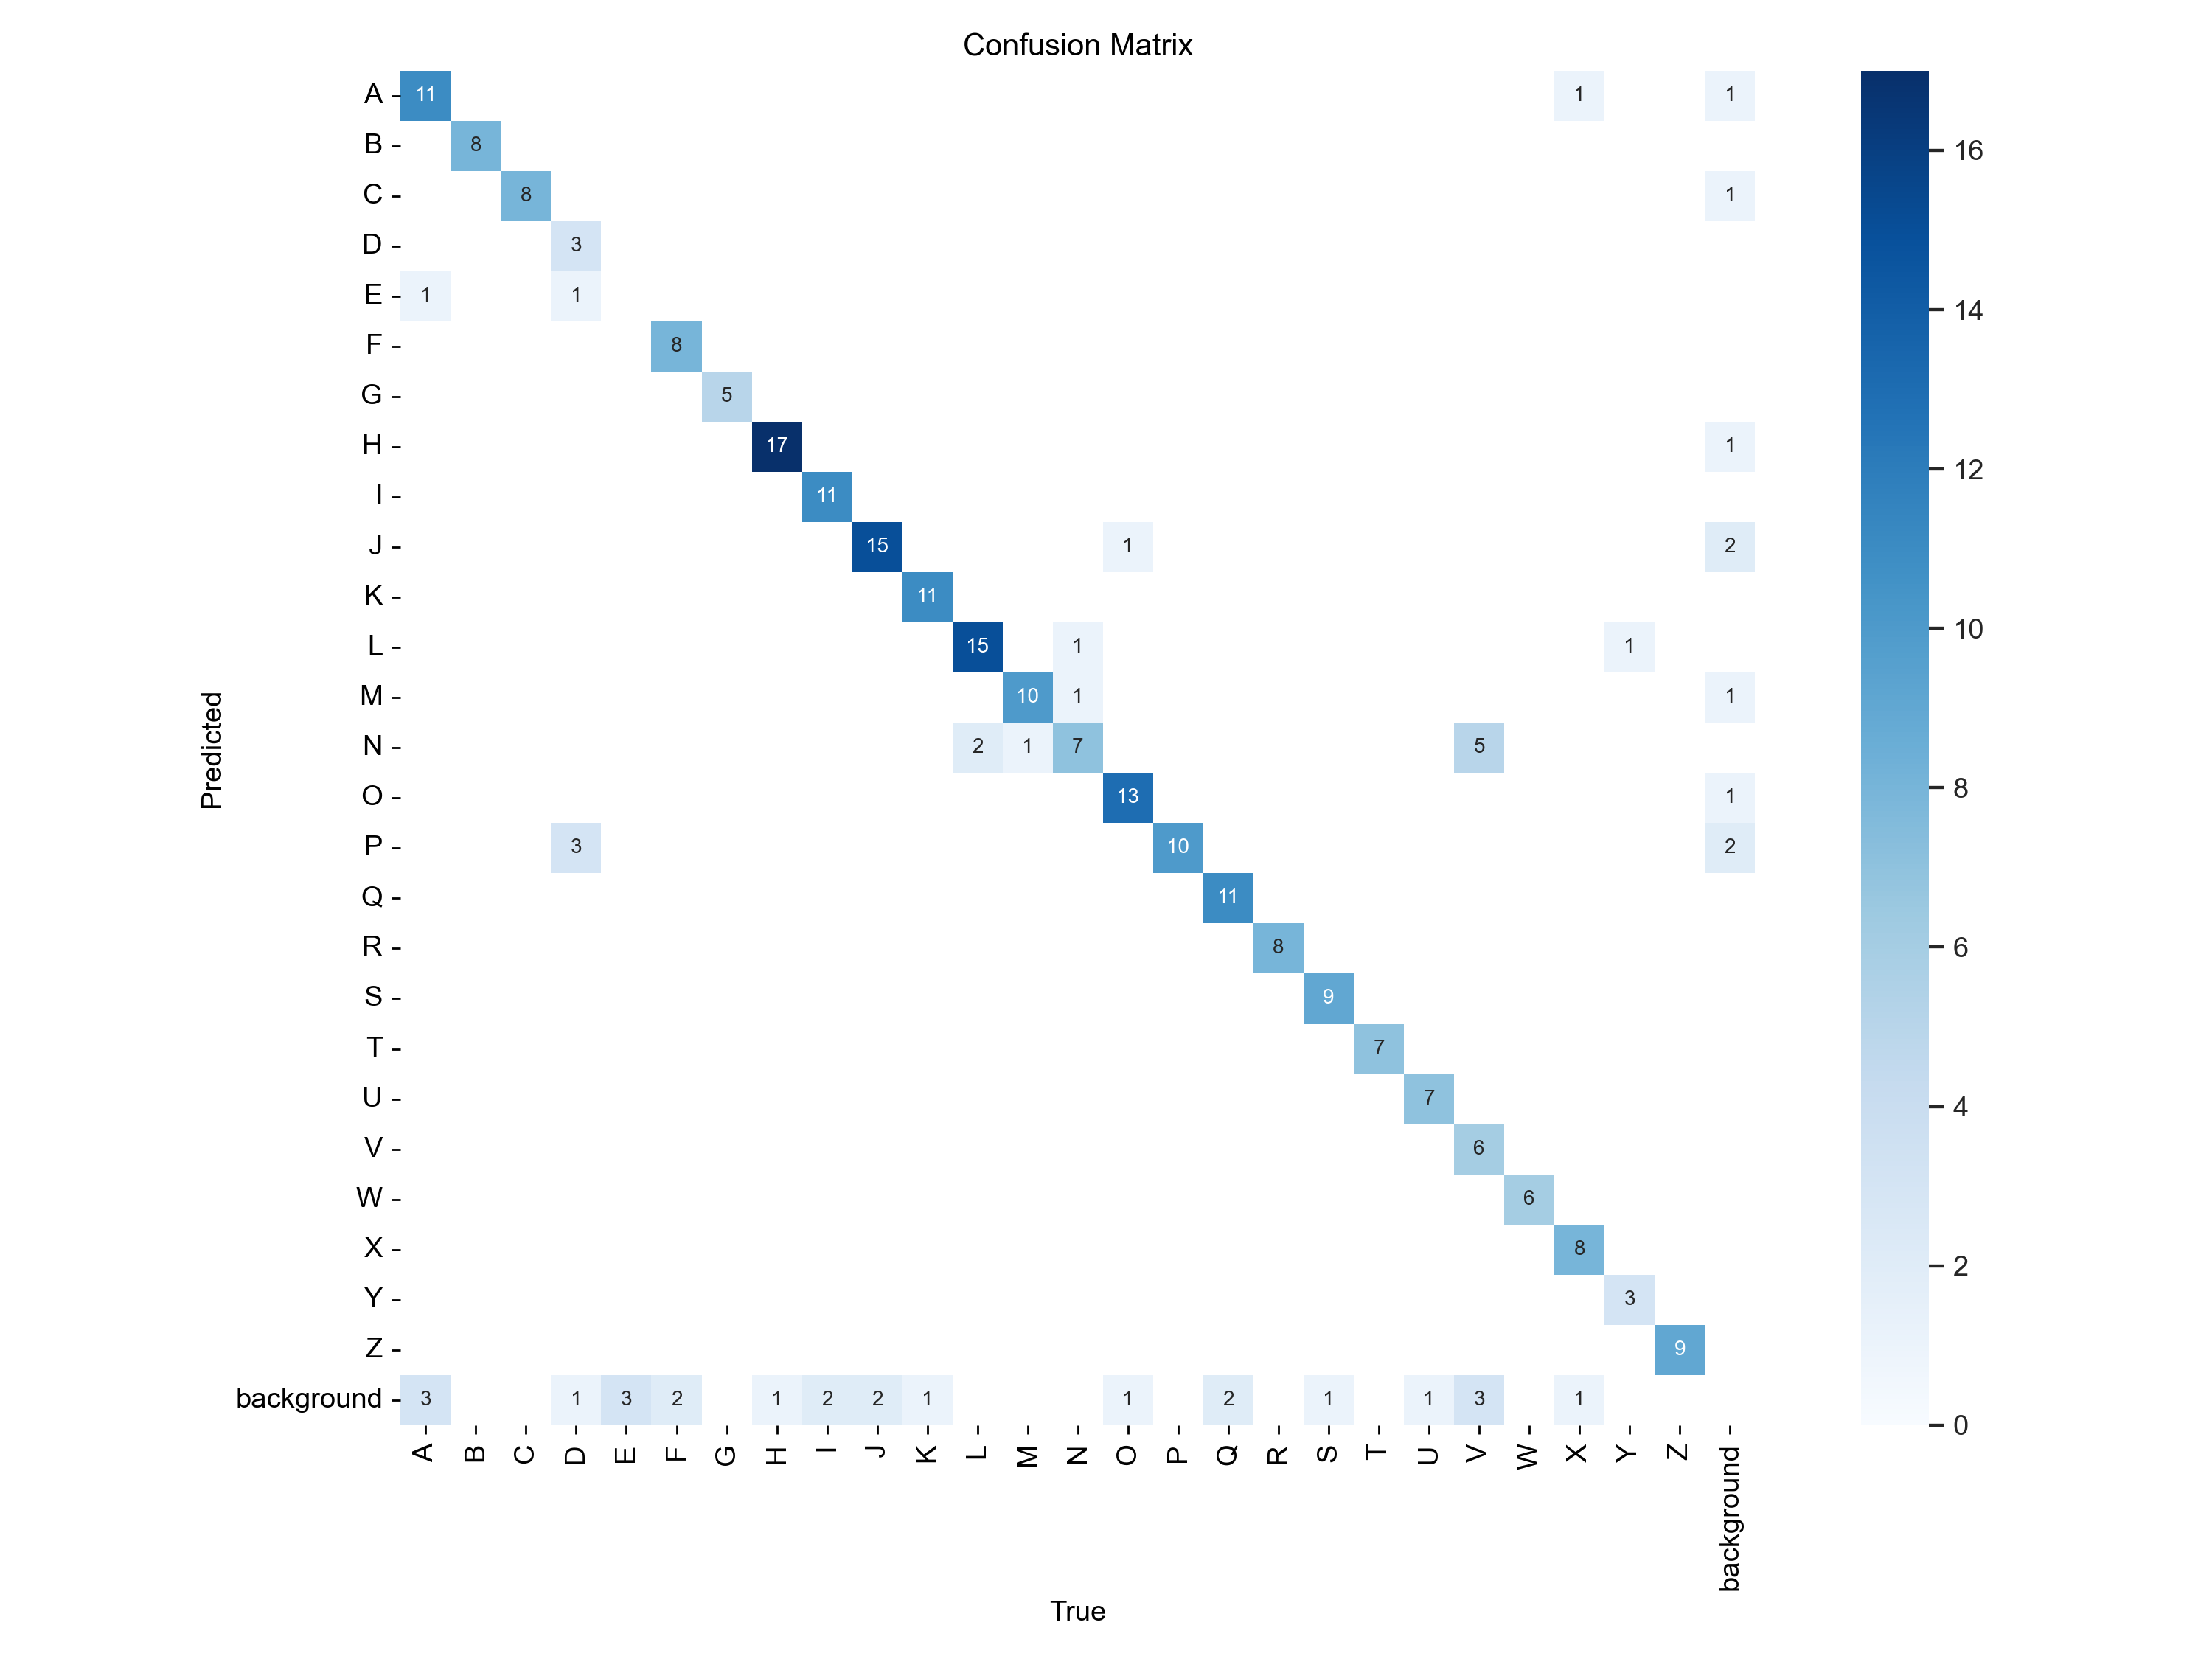 Confusion Matrix
A 11 1 1
B 8
C 8 1
D 3
E 1 1
F 8
G 5
H 17 1
I 11
J 15 1 2
K 11
L 15 1 1
M 10 1 1
N 2 1 7 5
O 13 1
P 3 10 2
Q 11
R 8
S 9
T 7
U 7
V 6
W 6
X 8
Y 3
Z 9
background 3 1 3 2 1 2 2 1 1 2 1 1 3 1
A B C D E F G H I J K L M N O P Q R S T U V W X Y Z background
Predicted
True
16
14
12
10
8
6
4
2
0